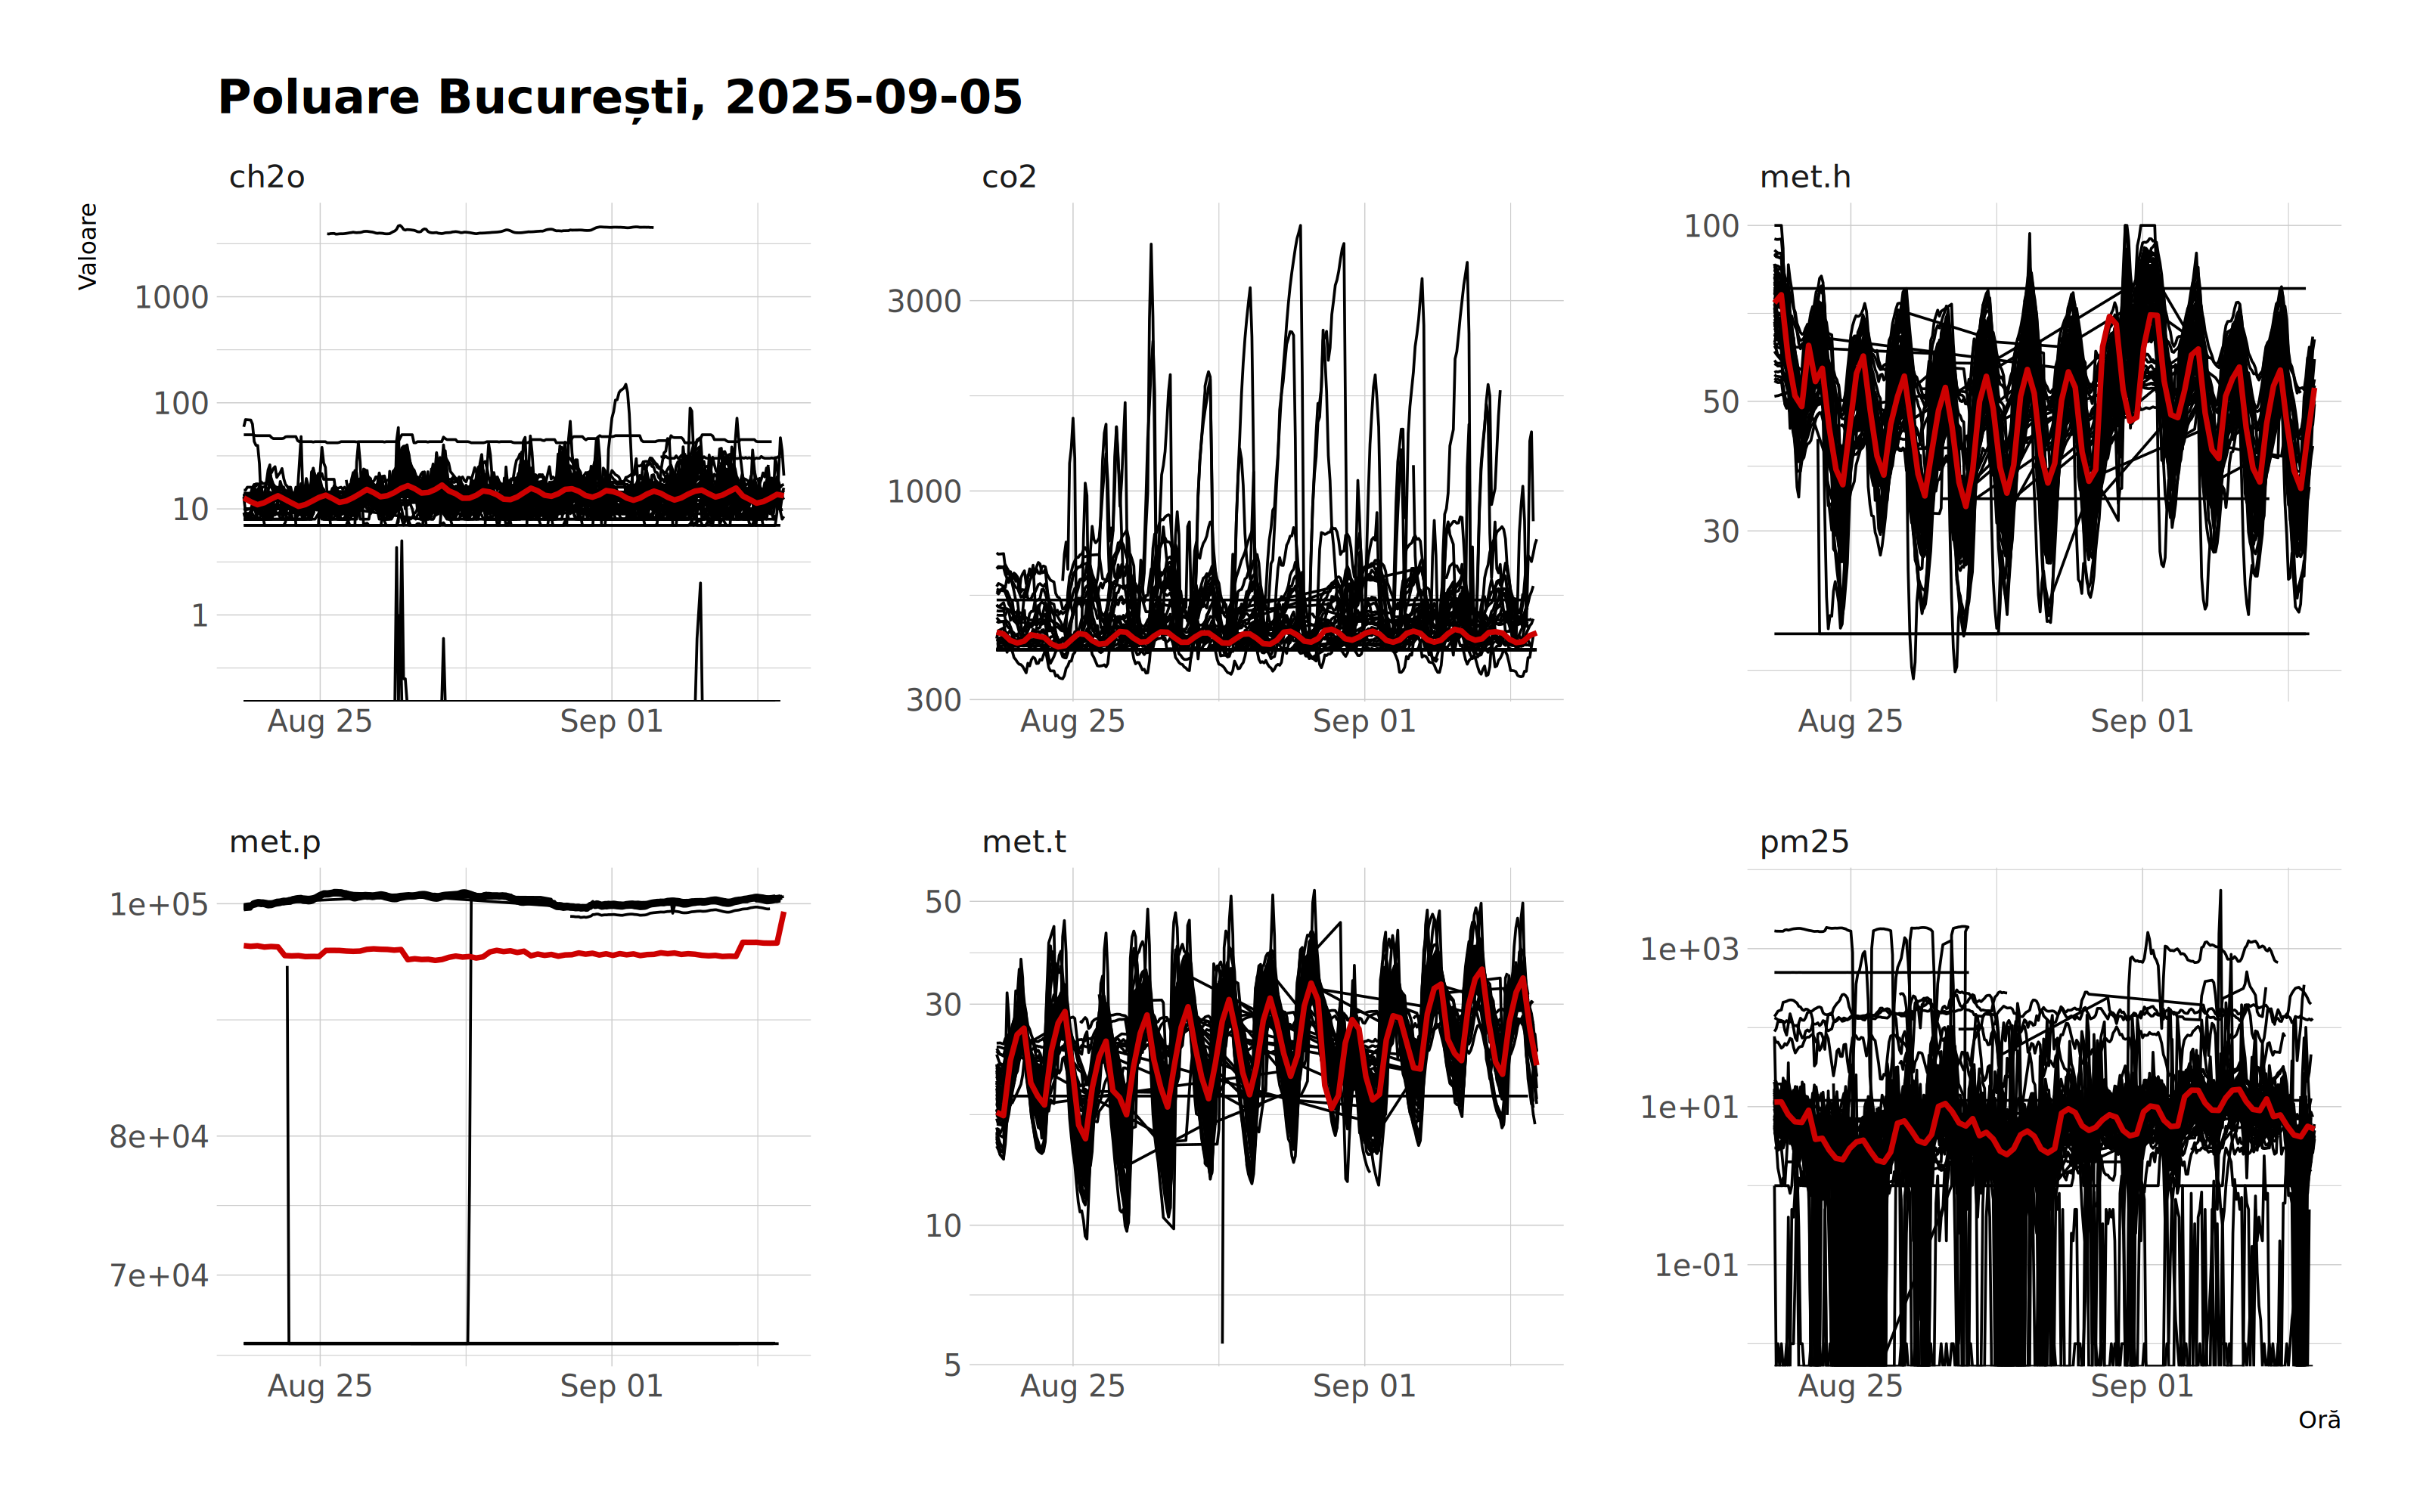 Poluare București, 2025-09-05
Valoare
ch2o
1000
100
10
1
Aug 25 Sep 01
co2
3000
1000
300
Aug 25 Sep 01
met.h
100
50
30
Aug 25 Sep 01
met.p
1e+05
8e+04
7e+04
Aug 25 Sep 01
met.t
50
30
10
5
Aug 25 Sep 01
pm25
1e+03
1e+01
1e-01
Aug 25 Sep 01
Oră